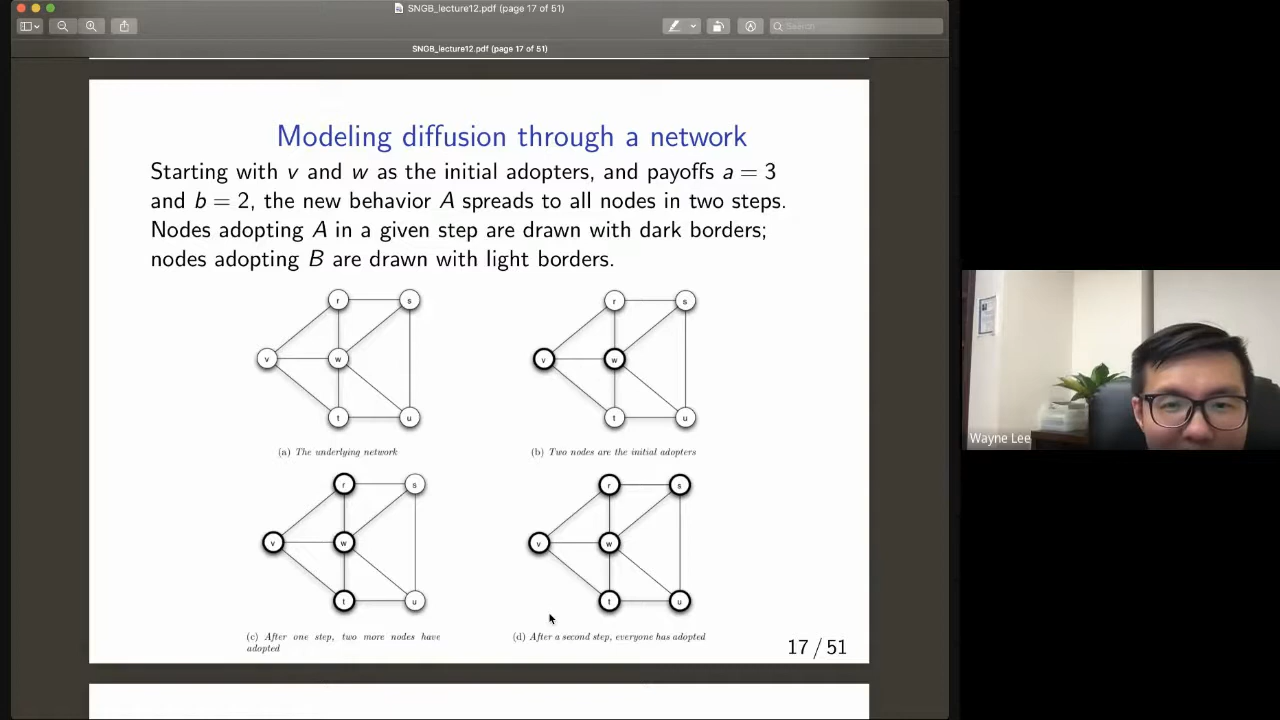 SNGB_lecture12.pdf (page 17 of 51)
Search
SNGB_lecture12.pdf (page 17 of 51)
Modeling diffusion through a network
Starting with v and w as the initial adopters, and payoffs a = 3
and b = 2, the new behavior A spreads to all nodes in two steps.
Nodes adopting A in a given step are drawn with dark borders;
nodes adopting B are drawn with light borders.
r s
v w
t u
(a) The underlying network
r s
v w
t u
(b) Two nodes are the initial adopters
r s
v w
t u
(c) After one step, two more nodes have
adopted
r s
v w
t u
(d) After a second step, everyone has adopted
17 / 51
Wayne Lee